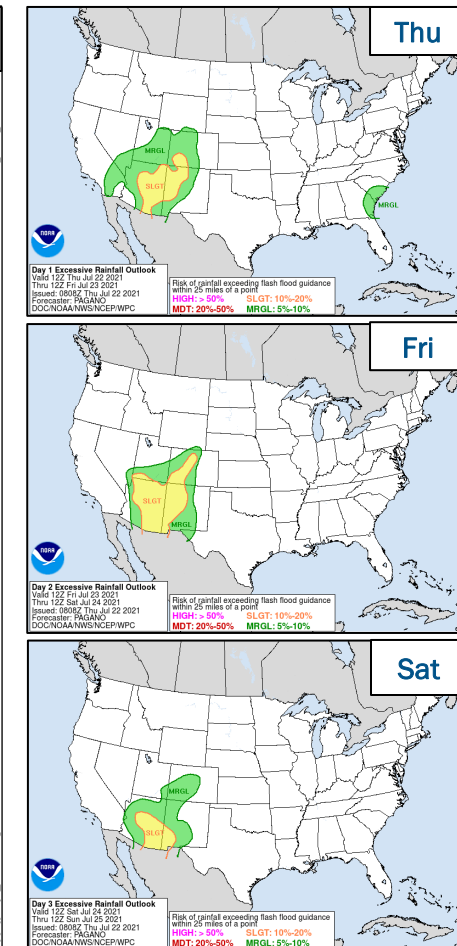 Thu
MRGL
SLGT
MRGL
NOAA
Day 1 Excessive Rainfall Outlook
Valid 12Z Thu Jul 22 2021
Thru 12Z Fri Jul 23 2021
Issued: 0808Z Thu Jul 22 2021
Forecaster: PAGANO
DOC/NOAA/NWS/NCEP/WPC
Risk of rainfall exceeding flash flood guidance
within 25 miles of a point
HIGH: > 50% SLGT: 10%-20%
MDT: 20%-50% MRGL: 5%-10%
Fri
SLGT
MRGL
NOAA
Day 2 Excessive Rainfall Outlook
Valid 12Z Fri Jul 23 2021
Thru 12Z Sat Jul 24 2021
Issued: 0808Z Thu Jul 22 2021
Forecaster: PAGANO
DOC/NOAA/NWS/NCEP/WPC
Risk of rainfall exceeding flash flood guidance
within 25 miles of a point
HIGH: > 50% SLGT: 10%-20%
MDT: 20%-50% MRGL: 5%-10%
Sat
MRGL
SLGT
NOAA
Day 3 Excessive Rainfall Outlook
Valid 12Z Sat Jul 24 2021
Thru 12Z Sun Jul 25 2021
Issued: 0808Z Thu Jul 22 2021
Forecaster: PAGANO
DOC/NOAA/NWS/NCEP/WPC
Risk of rainfall exceeding flash flood guidance
within 25 miles of a point
HIGH: > 50% SLGT: 10%-20%
MDT: 20%-50% MRGL: 5%-10%